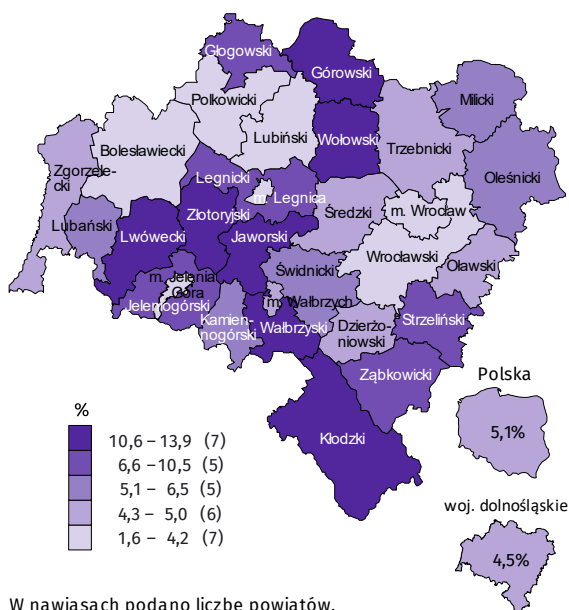 Głogowski
Górowski
Polkowicki
Milicki
Lubiński
Wołowski
Trzebnicki
Bolesławiecki
Zgorzele-
cki
Legnicki
Oleśnicki
m. Legnica
Lubański
Złotoryjski
Średzki
m. Wrocław
Lwówecki
Jaworski
Wrocławski
Oławski
m. Jelenia
Góra
Świdnicki
Jeleniogórski
m. Wałbrzych
Kamien-
nogórski
Wałbrzyski
Dzierżo-
niowski
Strzeliński
Ząbkowicki
Kłodzki
Polska
5,1%
woj. dolnośląskie
4,5%
%
10,6 – 13,9 (7)
6,6 –10,5 (5)
5,1 – 6,5 (5)
4,3 – 5,0 (6)
1,6 – 4,2 (7)
W nawiasach podano liczbę powiatów.